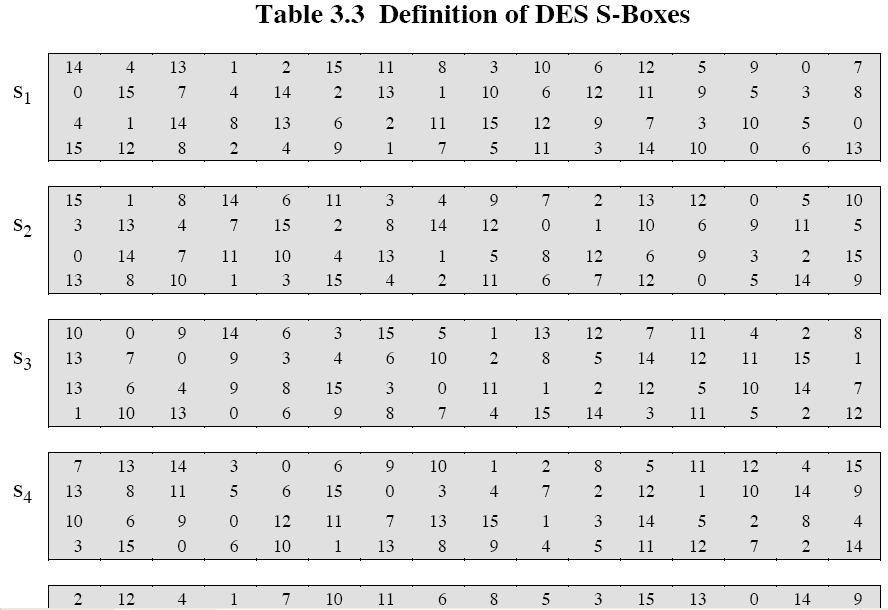 Table 3.3 Definition of DES S-Boxes
14 4 13 1 2 15 11 8 3 10 6 12 5 9 0 7
S1 0 15 7 4 14 2 13 1 10 6 12 11 9 5 3 8
4 1 14 8 13 6 2 11 15 12 9 7 3 10 5 0
15 12 8 2 4 9 1 7 5 11 3 14 10 0 6 13
15 1 8 14 6 11 3 4 9 7 2 13 12 0 5 10
S2 3 13 4 7 15 2 8 14 12 0 1 10 6 9 11 5
0 14 7 11 10 4 13 1 5 8 12 6 9 3 2 15
13 8 10 1 3 15 4 2 11 6 7 12 0 5 14 9
10 0 9 14 6 3 15 5 1 13 12 7 11 4 2 8
S3 13 7 0 9 3 4 6 10 2 8 5 14 12 11 15 1
13 6 4 9 8 15 3 0 11 1 2 12 5 10 14 7
1 10 13 0 6 9 8 7 4 15 14 3 11 5 2 12
7 13 14 3 0 6 9 10 1 2 8 5 11 12 4 15
S4 13 8 11 5 6 15 0 3 4 7 2 12 1 10 14 9
10 6 9 0 12 11 7 13 15 1 3 14 5 2 8 4
3 15 0 6 10 1 13 8 9 4 5 11 12 7 2 14
2 12 4 1 7 10 11 6 8 5 3 15 13 0 14 9